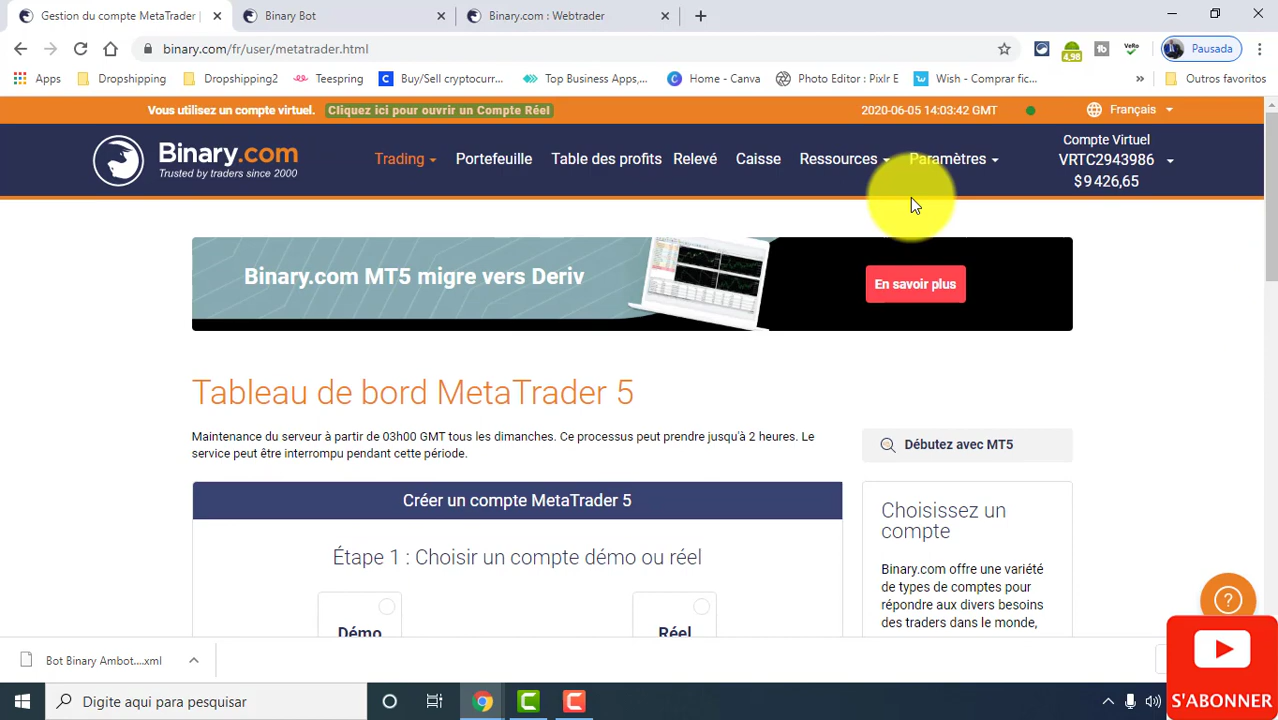 Gestion du compte MetaTrader
Binary Bot
Binary.com : Webtrader
binary.com/fr/user/metatrader.html
4,98
VeRo
Pausada
Apps
Dropshipping
Dropshipping2
Teespring
Buy/Sell cryptocur...
Top Business Apps,...
Home - Canva
Photo Editor : Pixlr E
Wish - Comprar fic...
Outros favoritos
Vous utilisez un compte virtuel. Cliquez ici pour ouvrir un Compte Réel
2020-06-05 14:03:42 GMT
Français
Binary.com
Trusted by traders since 2000
Trading
Portefeuille
Table des profits
Relevé
Caisse
Ressources
Paramètres
Compte Virtuel
VRTC2943986
$9 426,65
Binary.com MT5 migre vers Deriv
En savoir plus
Tableau de bord MetaTrader 5
Maintenance du serveur à partir de 03h00 GMT tous les dimanches. Ce processus peut prendre jusqu'à 2 heures. Le
service peut être interrompu pendant cette période.
Débutez avec MT5
Créer un compte MetaTrader 5
Étape 1 : Choisir un compte démo ou réel
Démo
Réel
Choisissez un
compte
Binary.com offre une variété
de types de comptes pour
répondre aux divers besoins
des traders dans le monde,
?
Bot Binary Ambot....xml
S'ABONNER
Digite aqui para pesquisar